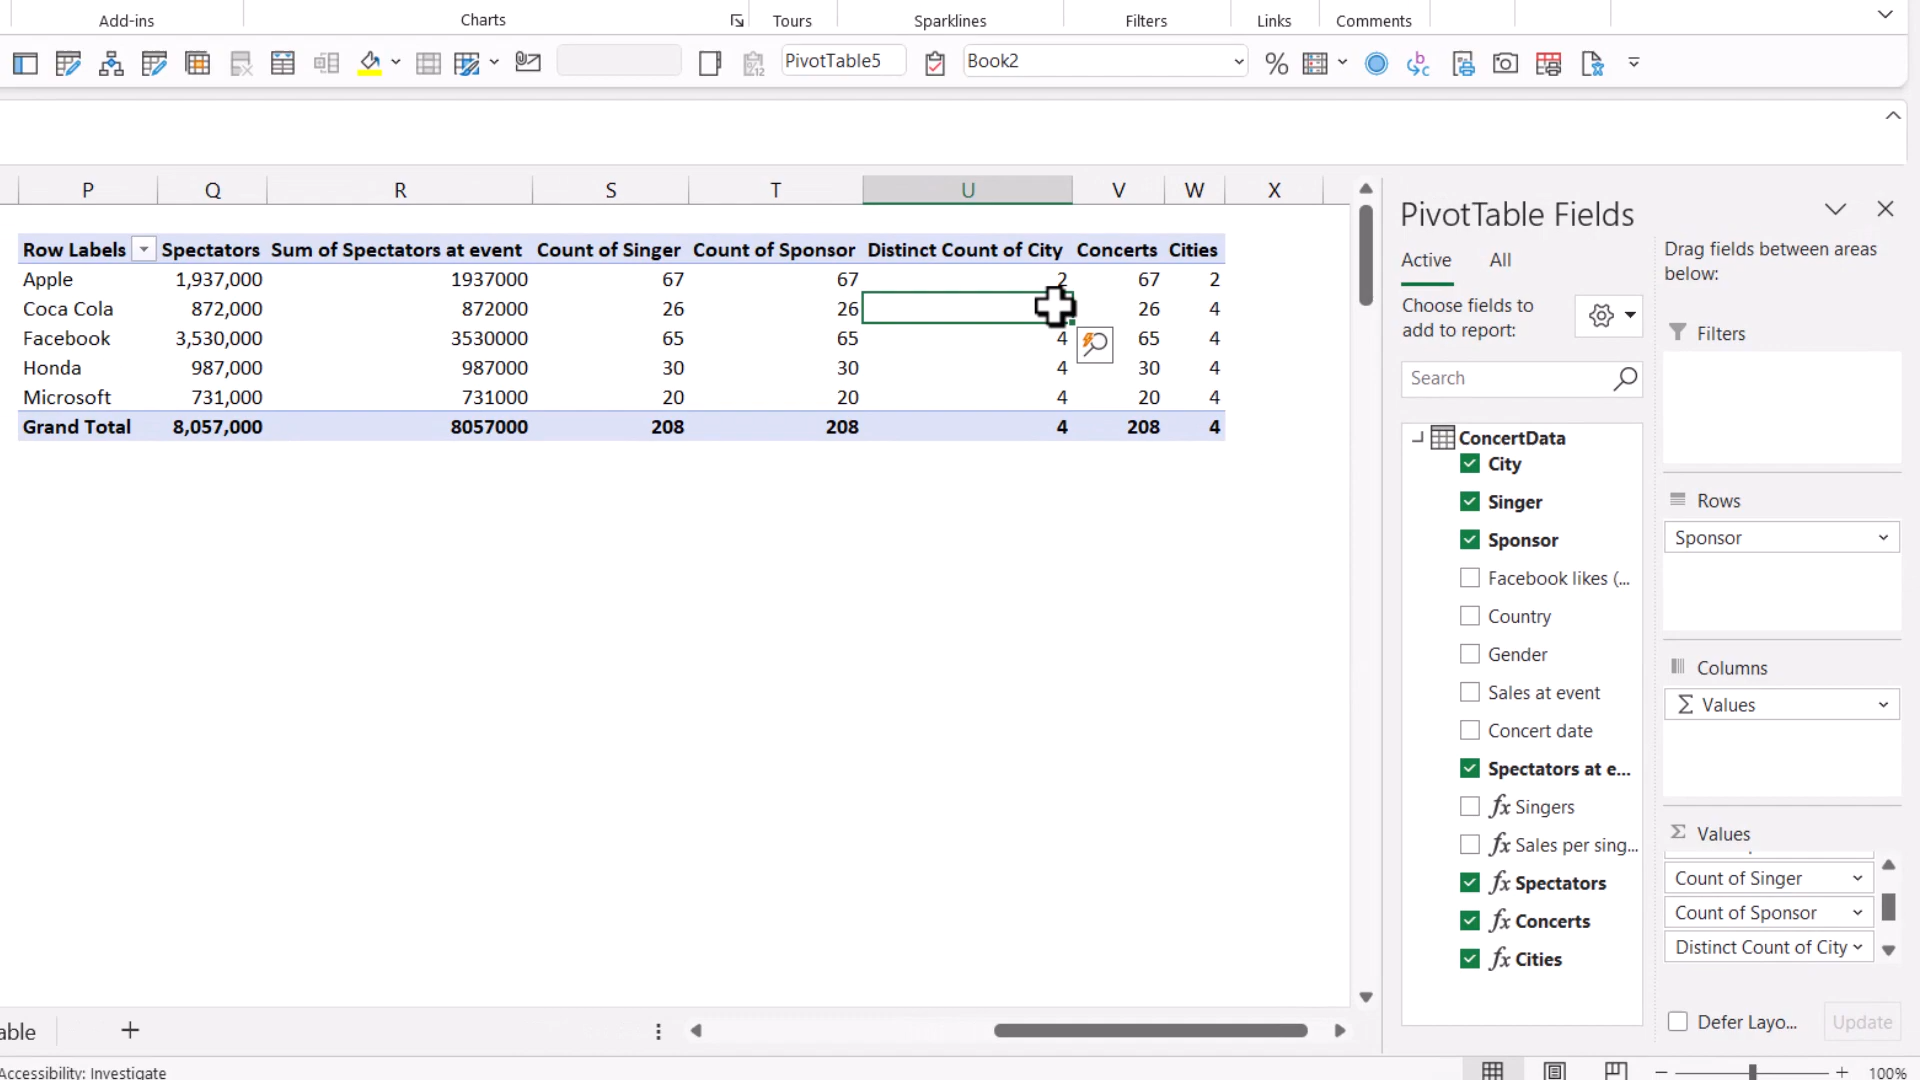 Add-ins Charts Tours Sparklines Filters Links Comments
PivotTable5 Book2
P Q R S T U V W X
Row Labels Spectators Sum of Spectators at event Count of Singer Count of Sponsor Distinct Count of City Concerts Cities
Apple 1,937,000 1937000 67 67 2 67 2
Coca Cola 872,000 872000 26 26 26 4
Facebook 3,530,000 3530000 65 65 4 65 4
Honda 987,000 987000 30 30 4 30 4
Microsoft 731,000 731000 20 20 4 20 4
Grand Total 8,057,000 8057000 208 208 4 208 4
able
Accessibility: Investigate
PivotTable Fields
Active All
Choose fields to
add to report:
Search
ConcertData
City
Singer
Sponsor
Facebook likes (...
Country
Gender
Sales at event
Concert date
Spectators at e...
fx Singers
fx Sales per sing...
fx Spectators
fx Concerts
fx Cities
Drag fields between areas
below:
Filters
Rows
Sponsor
Columns
Σ Values
Σ Values
Count of Singer
Count of Sponsor
Distinct Count of City
Defer Layo... Update
100%